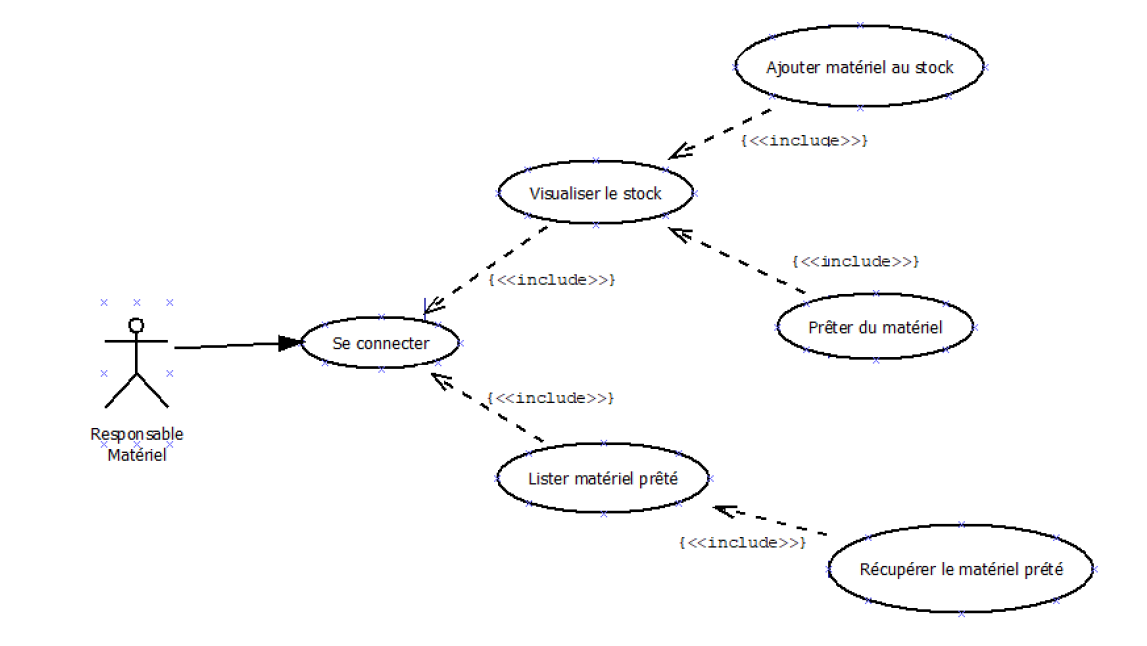 Ajouter matériel au stock
{<<include>>}
Visualiser le stock
{<<include>>}
{<<include>>}
Prêter du matériel
Se connecter
{<<include>>}
Responsable
Matériel
Lister matériel prêté
{<<include>>}
Récupérer le matériel prété